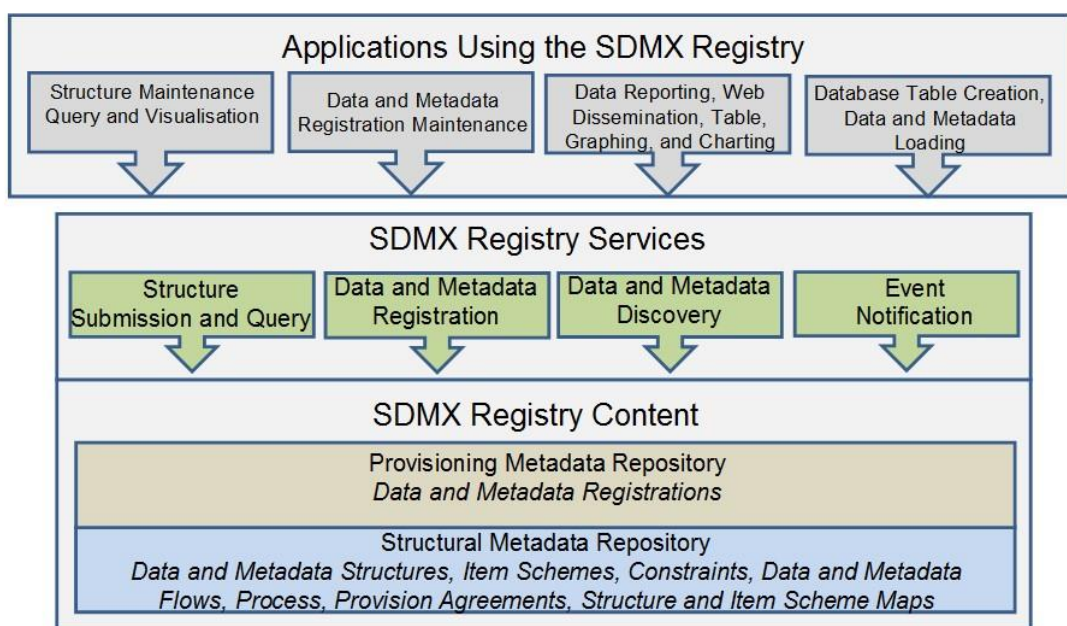 Applications Using the SDMX Registry
Structure Maintenance
Query and Visualisation
Data and Metadada
Registration Maintenance
Data Reporting, Web
Dissemination, Table,
Graphing, and Charting
Database Table Creation,
Data and Metadata
Loading
SDMX Registry Services
Structure
Submission and Query
Data and Metadata
Registration
Data and Metadata
Discovery
Event
Notification
SDMX Registry Content
Provisioning Metadata Repository
Data and Metadata Registrations
Structural Metadata Repository
Data and Metadata Structures, Item Schemes, Constraints, Data and Metadata
Flows, Process, Provision Agreements, Structure and Item Scheme Maps